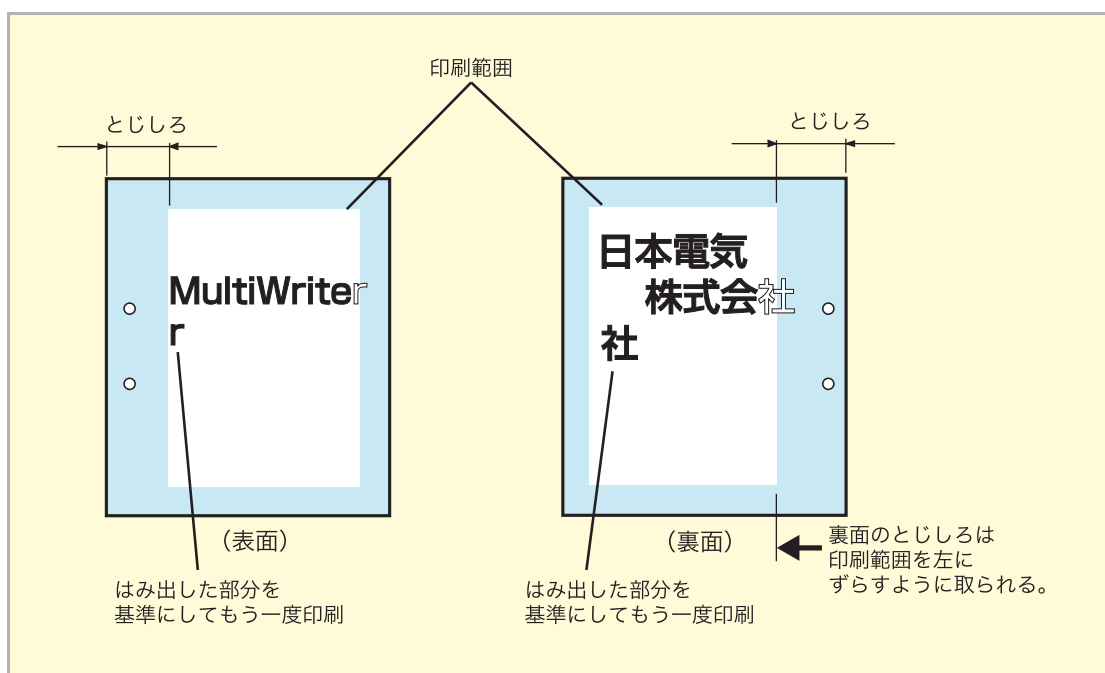 印刷範囲
とじしろ
とじしろ
MultiWriter
r
日本電気
株式会社
社
(表面)
(裏面)
はみ出した部分を
基準にしてもう一度印刷
はみ出した部分を
基準にしてもう一度印刷
裏面のとじしろは
印刷範囲を左に
ずらすように取られる。